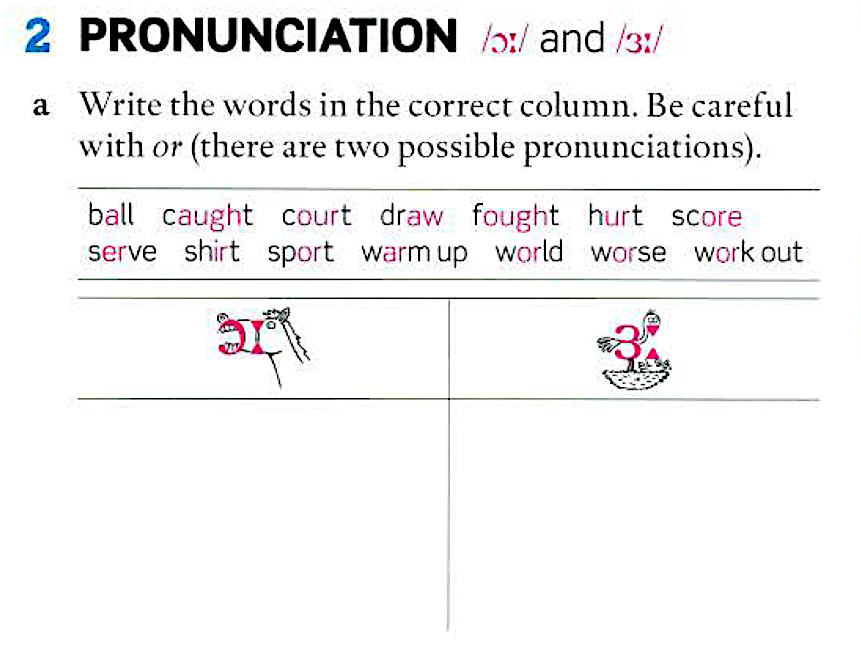 2 PRONUNCIATION /ɔː/ and /ɜː/
a Write the words in the correct column. Be careful
with or (there are two possible pronunciations).
ball caught court draw fought hurt score
serve shirt sport warm up world worse work out
ɔː ɜː